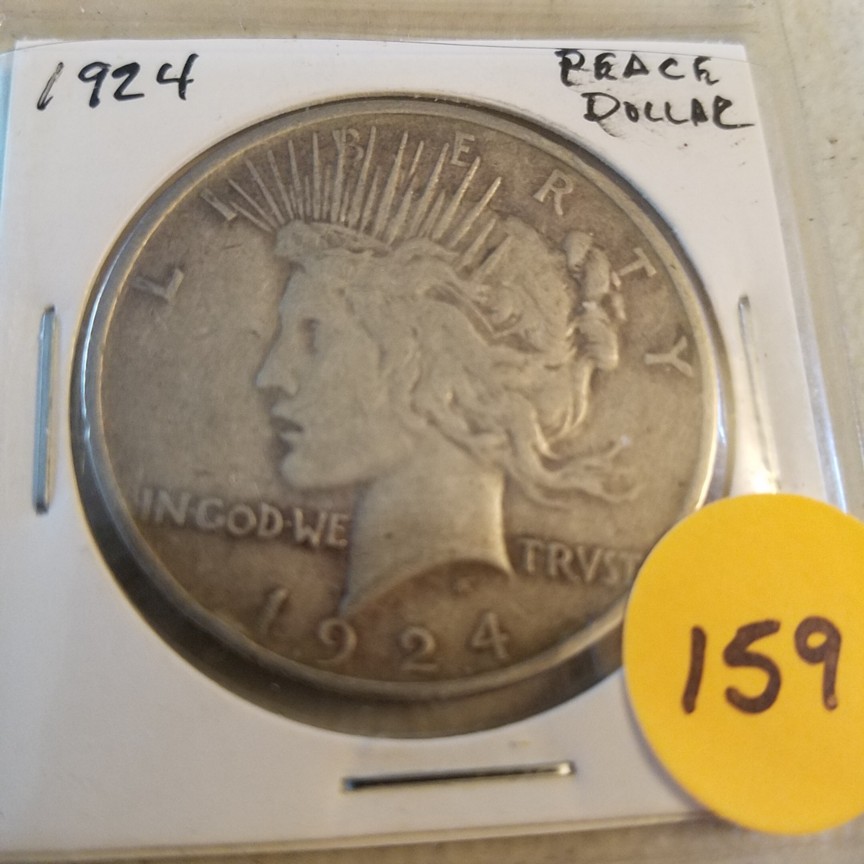 1924
PEACE
DOLLAR
LIBERTY
IN GOD·WE
TRVST
1924
159